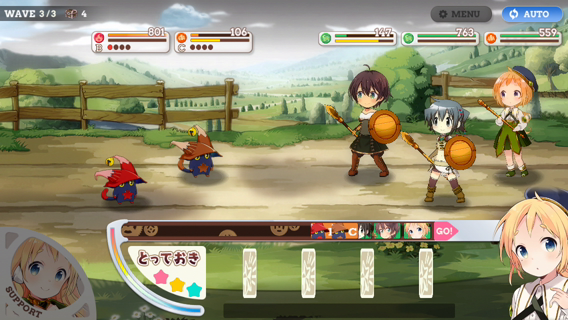 WAVE 3/3 4
MENU
AUTO
801
B
106
C
147
763
559
C
GO!
とっておき
SUPPORT